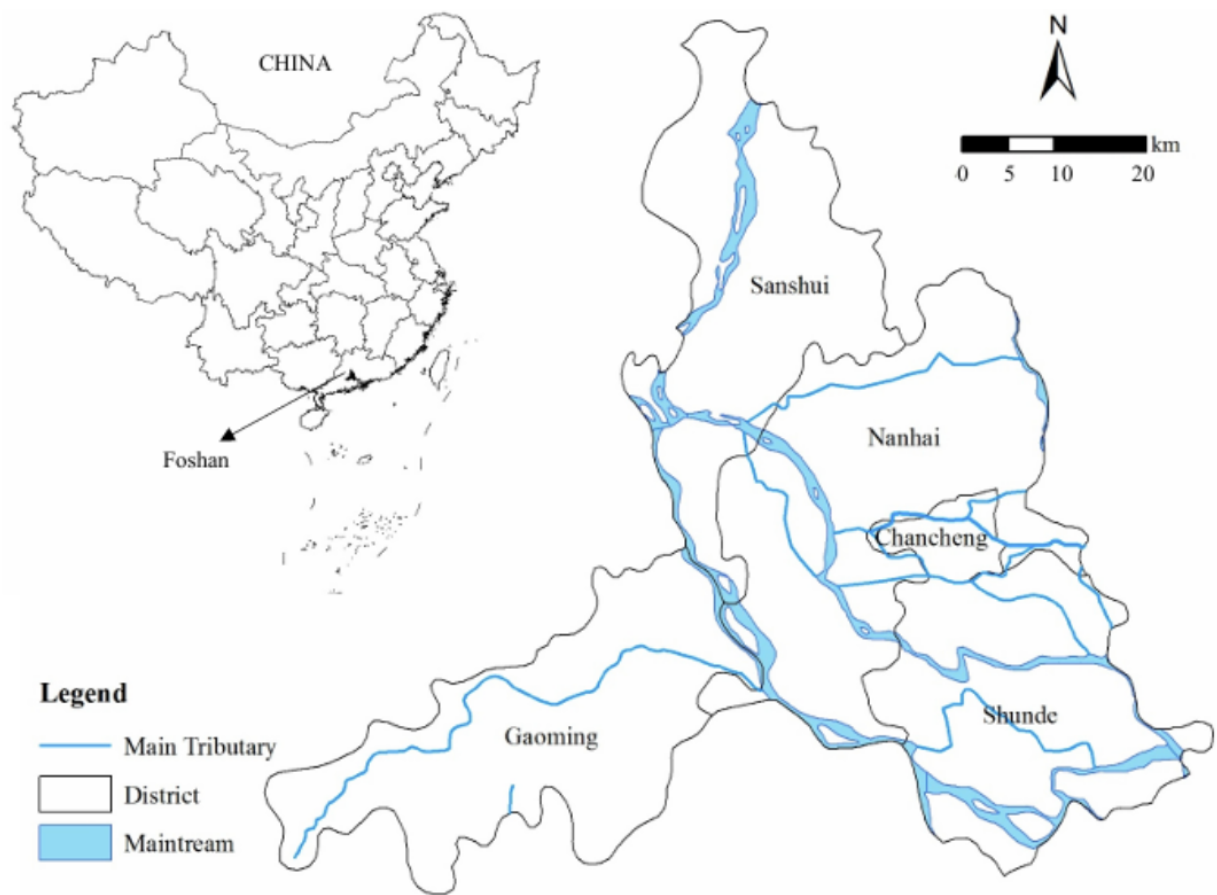 CHINA
Foshan
N
km
0 5 10 20
Sanshui
Nanhai
Chancheng
Shunde
Gaoming
Legend
Main Tributary
District
Maintream